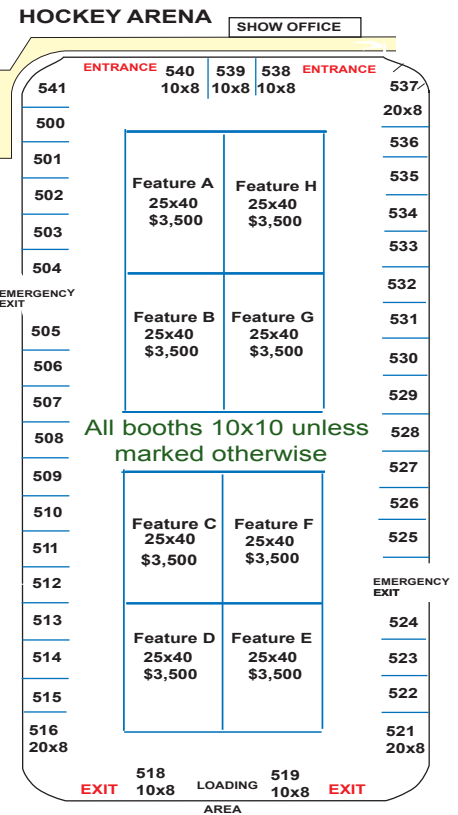 HOCKEY ARENA
SHOW OFFICE
ENTRANCE 540 539 538 ENTRANCE
10x8 10x8 10x8
541
500
501
502
503
504
EMERGENCY
EXIT
505
506
507
508
509
510
511
512
513
514
515
516
20x8
Feature A
25x40
$3,500
Feature H
25x40
$3,500
Feature B
25x40
$3,500
Feature G
25x40
$3,500
All booths 10x10 unless
marked otherwise
Feature C
25x40
$3,500
Feature F
25x40
$3,500
Feature D
25x40
$3,500
Feature E
25x40
$3,500
537
20x8
536
535
534
533
532
531
530
529
528
527
526
525
EMERGENCY
EXIT
524
523
522
521
20x8
EXIT
518
10x8
LOADING
AREA
519
10x8
EXIT